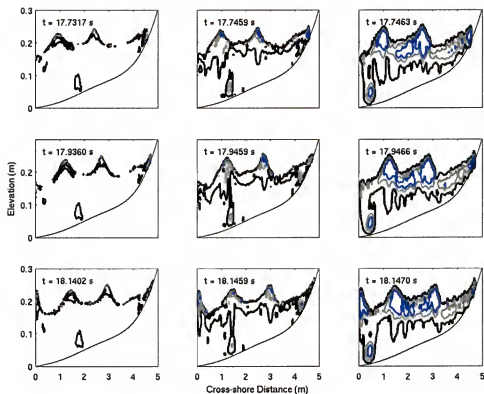 0.3
t = 17.7317 s
t = 17.7459 s
t = 17.7463 s
0.2
0.1
0
0.3
t = 17.9360 s
t = 17.9459 s
t = 17.9466 s
0.2
0.1
0
Elevation (m)
0.3
t = 18.1402 s
t = 18.1459 s
t = 18.1470 s
0.2
0.1
0
0 1 2 3 4 5
0 1 2 3 4 5
0 1 2 3 4 5
Cross-shore Distance (m)